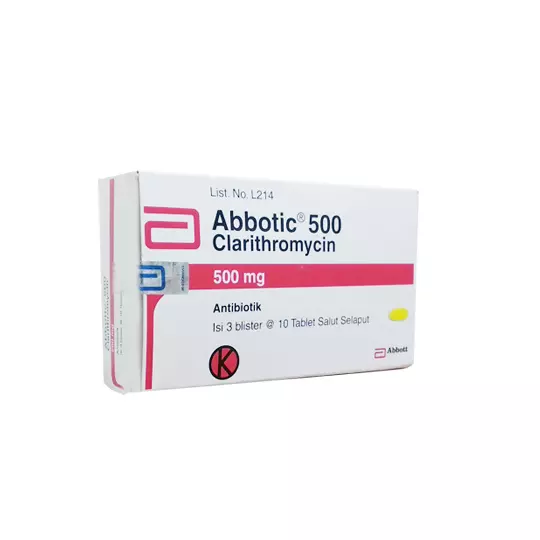 List. No. L214
Abbotic® 500
Clarithromycin
500 mg
Antibiotik
Isi 3 blister @ 10 Tablet Salut Selaput
K
Abbott